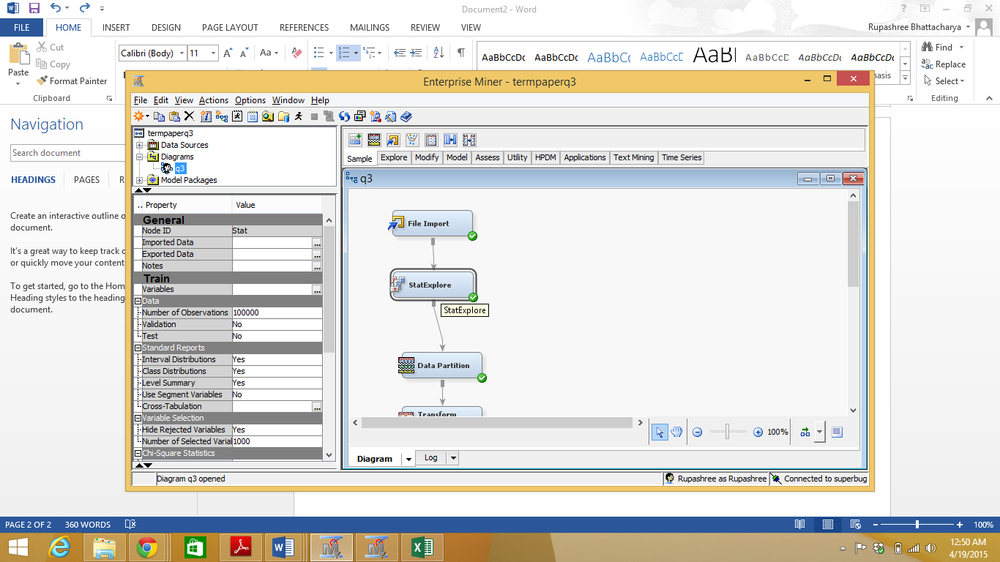 Document2 - Word
FILE HOME INSERT DESIGN PAGE LAYOUT REFERENCES MAILINGS REVIEW VIEW
Rupashree Bhattacharya
Cut
Copy
Format Painter
Paste
Clipboard
Calibri (Body) 11
Aa
AaBbCcDc AaBbCcDc AaBbCc AaBbCcD AaB AaBbCcD AaBbCcDc AaBbCcDc
Find
Replace
Select
Editing
Enterprise Miner - termpaperq3
File Edit View Actions Options Window Help
termpaperq3
Data Sources
Diagrams
q3
Model Packages
Sample Explore Modify Model Assess Utility HPDM Applications Text Mining Time Series
q3
Navigation
Search document
HEADINGS PAGES R
Create an interactive outline o
document.
It's a great way to keep track o
or quickly move your content
To get started, go to the Hom
Heading styles to the heading
document.
.. Property Value
General
Node ID Stat
Imported Data ...
Exported Data ...
Notes ...
Train
Variables ...
Data
Number of Observations 100000
Validation No
Test No
Standard Reports
Interval Distributions Yes
Class Distributions Yes
Level Summary Yes
Use Segment Variables No
Cross-Tabulation ...
Variable Selection
Hide Rejected Variables Yes
Number of Selected Varial 1000
Chi-Square Statistics
File Import
StatExplore
StatExplore
Data Partition
Transform
100%
Diagram Log
Diagram q3 opened
Rupashree as Rupashree
Connected to superbug
PAGE 2 OF 2 360 WORDS
100%
12:50 AM
4/19/2015